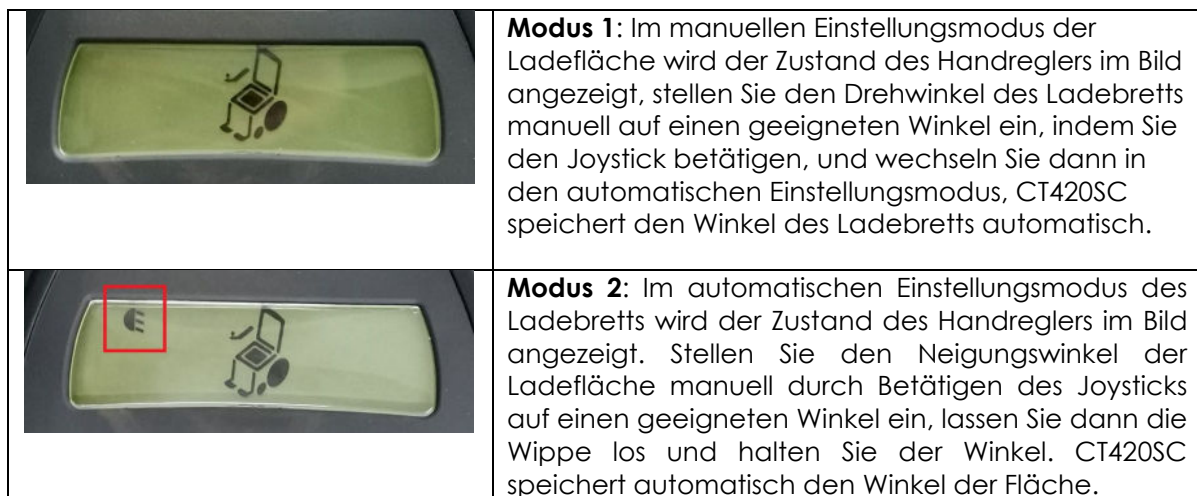 Modus 1: Im manuellen Einstellungsmodus der
Ladefläche wird der Zustand des Handreglers im Bild
angezeigt, stellen Sie den Drehwinkel des Ladebretts
manuell auf einen geeigneten Winkel ein, indem Sie
den Joystick betätigen, und wechseln Sie dann in
den automatischen Einstellungsmodus, CT420SC
speichert den Winkel des Ladebretts automatisch.
Modus 2: Im automatischen Einstellungsmodus des
Ladebretts wird der Zustand des Handreglers im Bild
angezeigt. Stellen Sie den Neigungswinkel der
Ladefläche manuell durch Betätigen des Joysticks
auf einen geeigneten Winkel ein, lassen Sie dann die
Wippe los und halten Sie der Winkel. CT420SC
speichert automatisch den Winkel der Fläche.